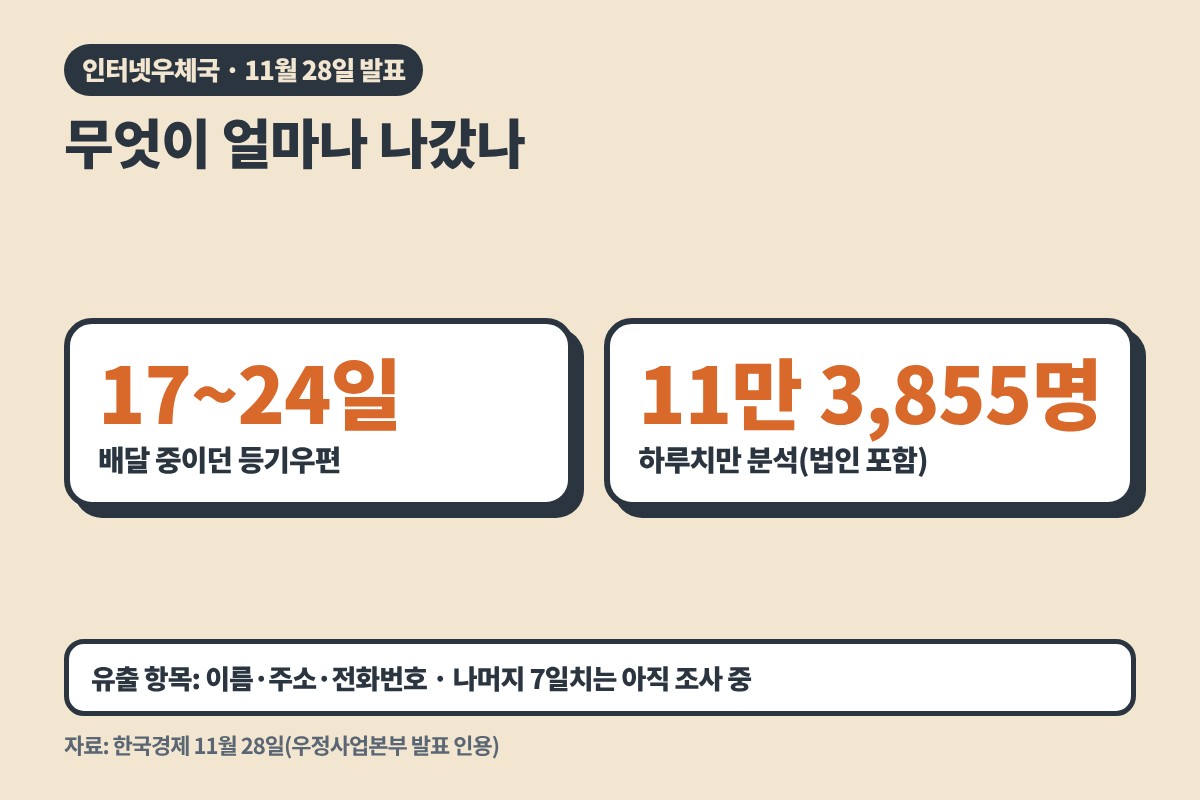 인터넷우체국 · 11월 28일 발표
무엇이 얼마나 나갔나
17~24일
배달 중이던 등기우편
11만 3,855명
하루치만 분석(법인 포함)
유출 항목: 이름·주소·전화번호 · 나머지 7일치는 아직 조사 중
자료: 한국경제 11월 28일(우정사업본부 발표 인용)